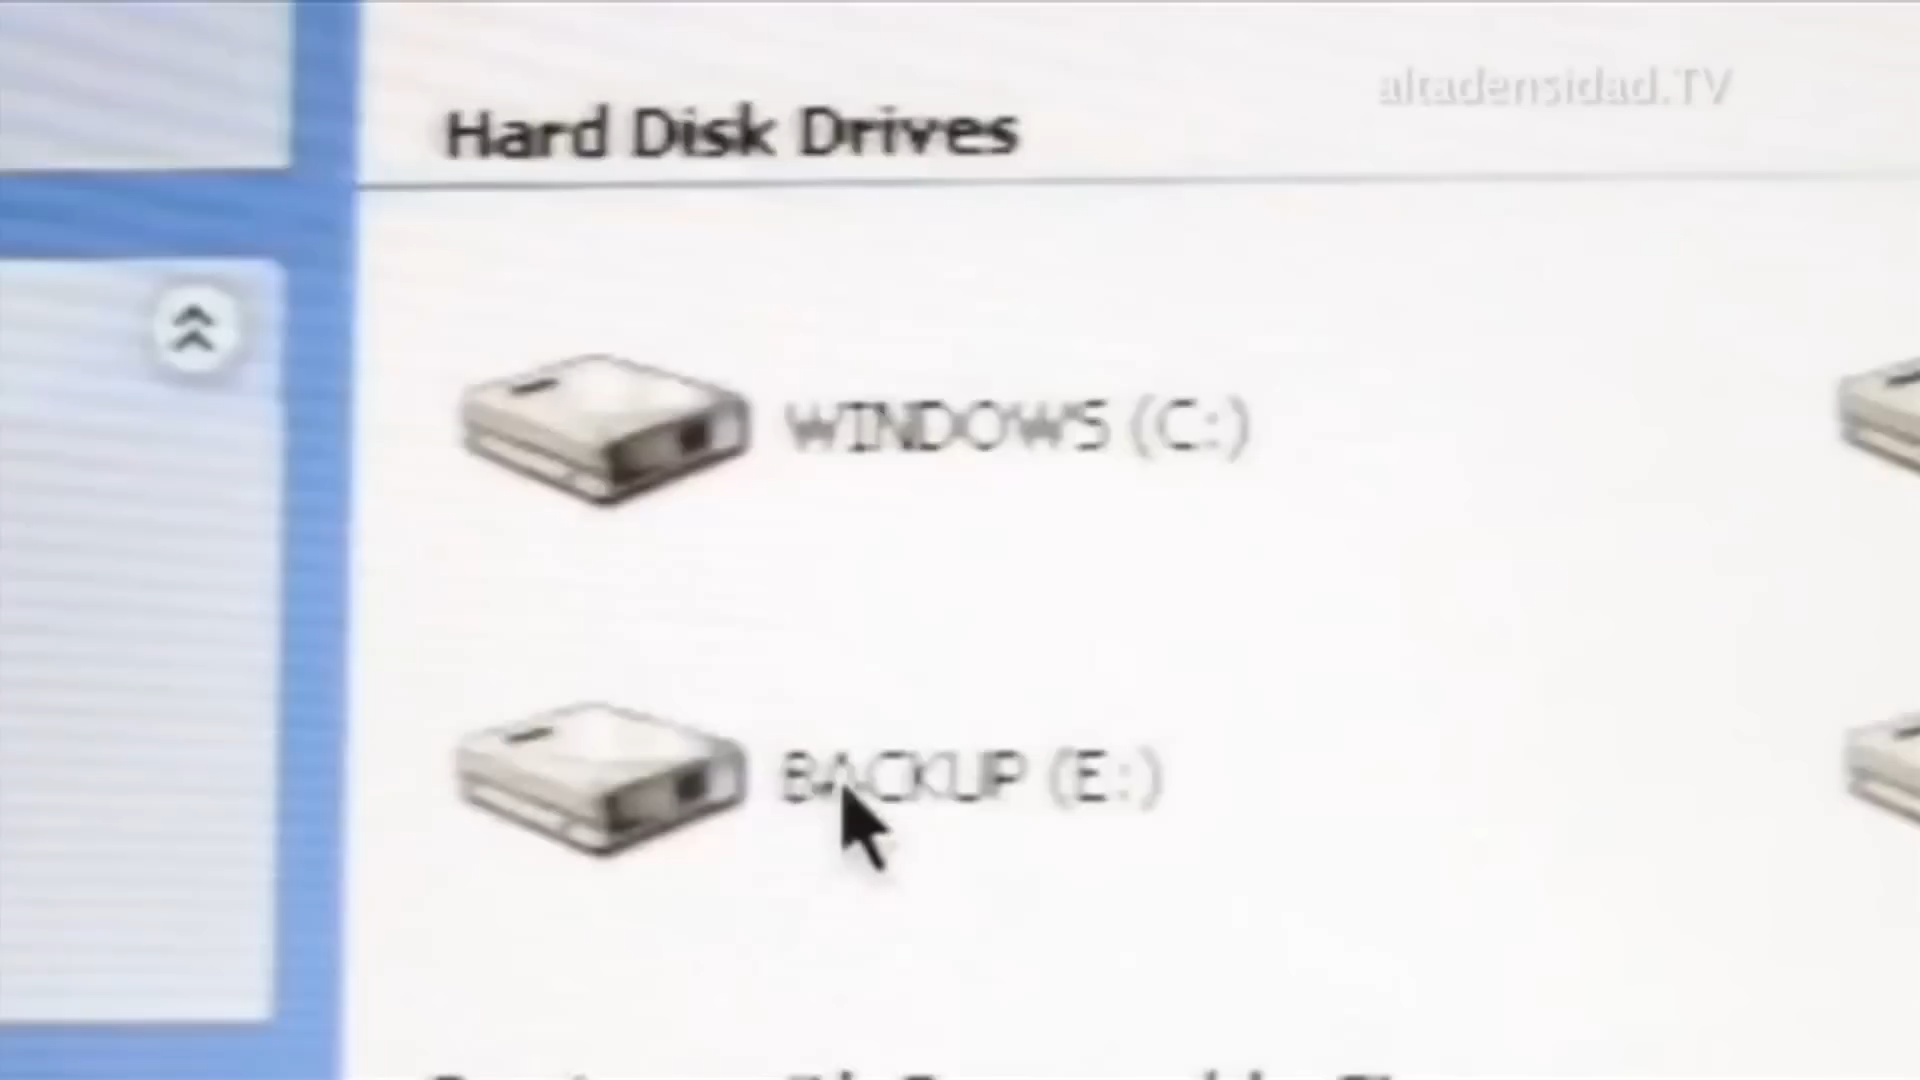 altadensidad.TV
Hard Disk Drives
WINDOWS (C:)
BACKUP (E:)